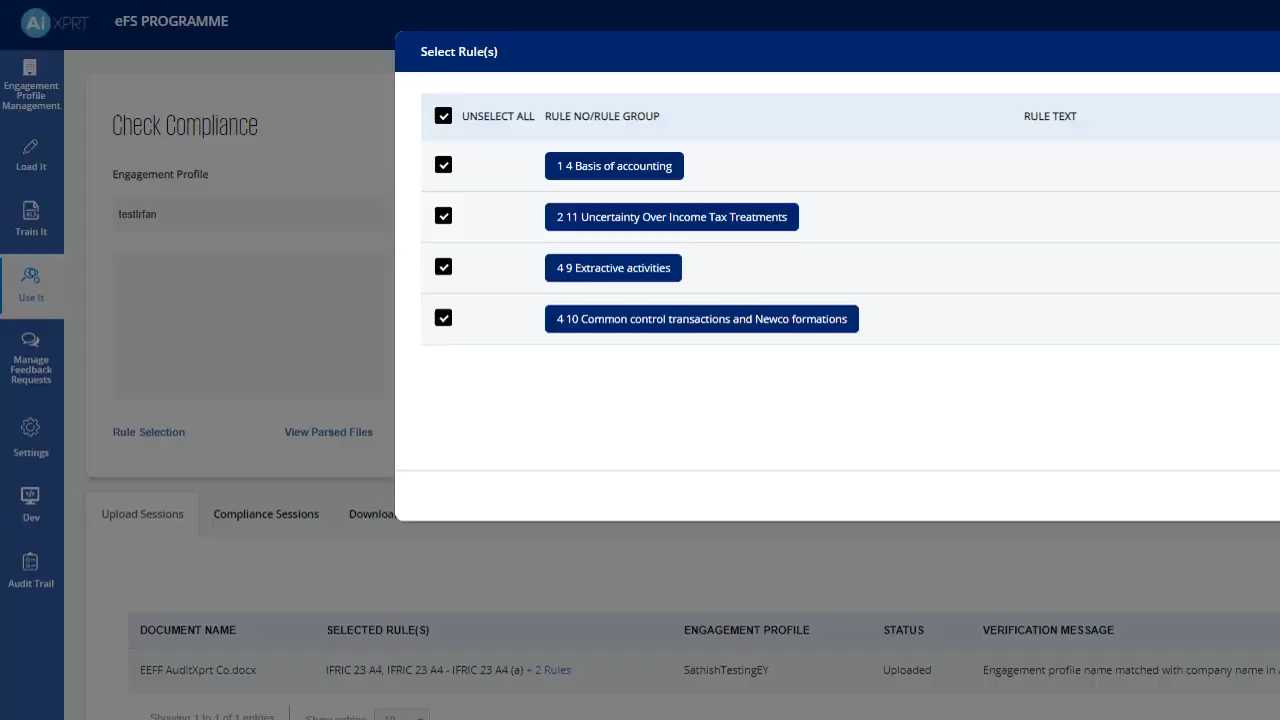 Ai XPRT eFS PROGRAMME
Select Rule(s)
UNSELECT ALL RULE NO/RULE GROUP RULE TEXT
1 4 Basis of accounting
2 11 Uncertainty Over Income Tax Treatments
4 9 Extractive activities
4 10 Common control transactions and Newco formations
Engagement
Profile
Management
Load It
Train It
Use It
Manage
Feedback
Requests
Settings
Dev
Audit Trail
Check Compliance
Engagement Profile
testIrfan
Rule Selection View Parsed Files
Upload Sessions Compliance Sessions
DOCUMENT NAME SELECTED RULE(S) ENGAGEMENT PROFILE STATUS VERIFICATION MESSAGE
EEFF AuditXprt Co.docx IFRIC 23 A4, IFRIC 23 A4 - IFRIC 23 A4 (a) + 2 Rules SathishTestingEY Uploaded Engagement profile name matched with company name in
Showing 1 to 1 of 1 entries Show entries 10